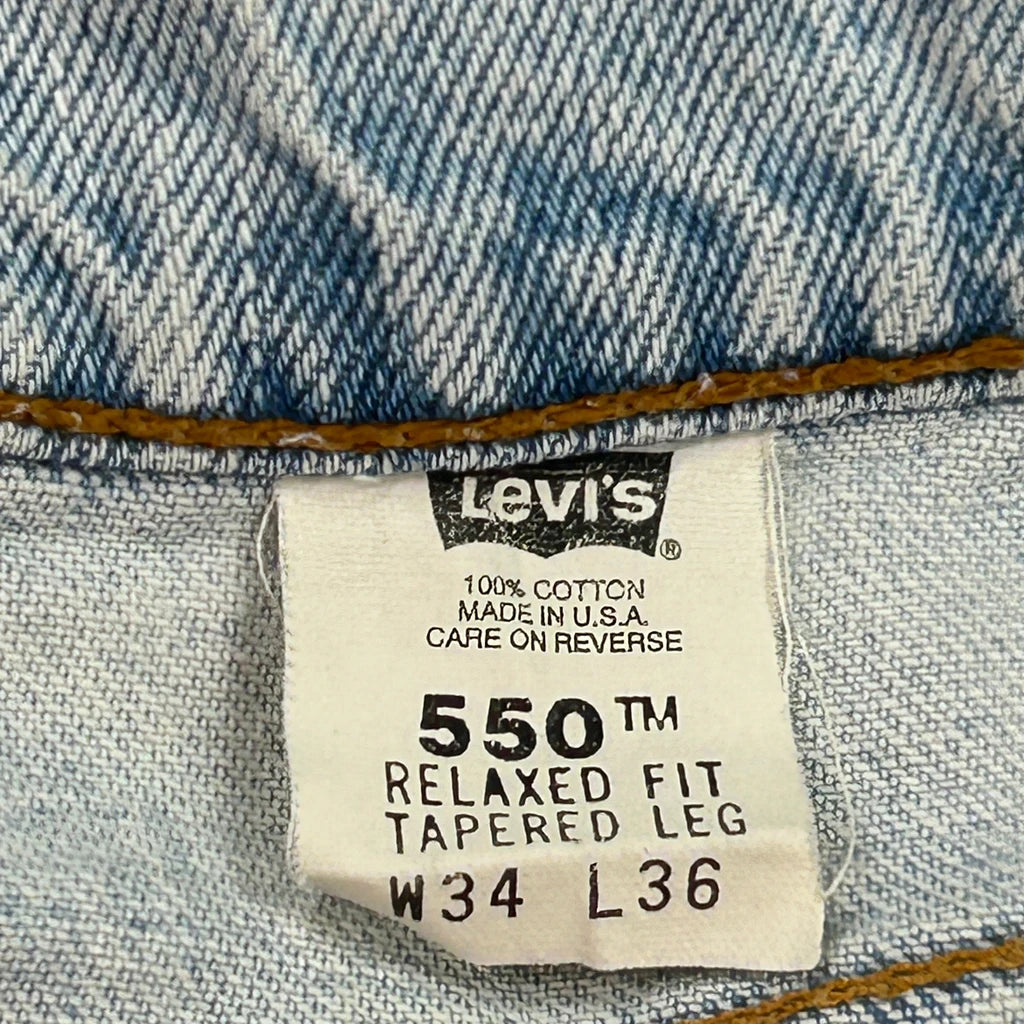 Levi's ®
100% COTTON
MADE IN U.S.A.
CARE ON REVERSE
550™
RELAXED FIT
TAPERED LEG
W34 L36